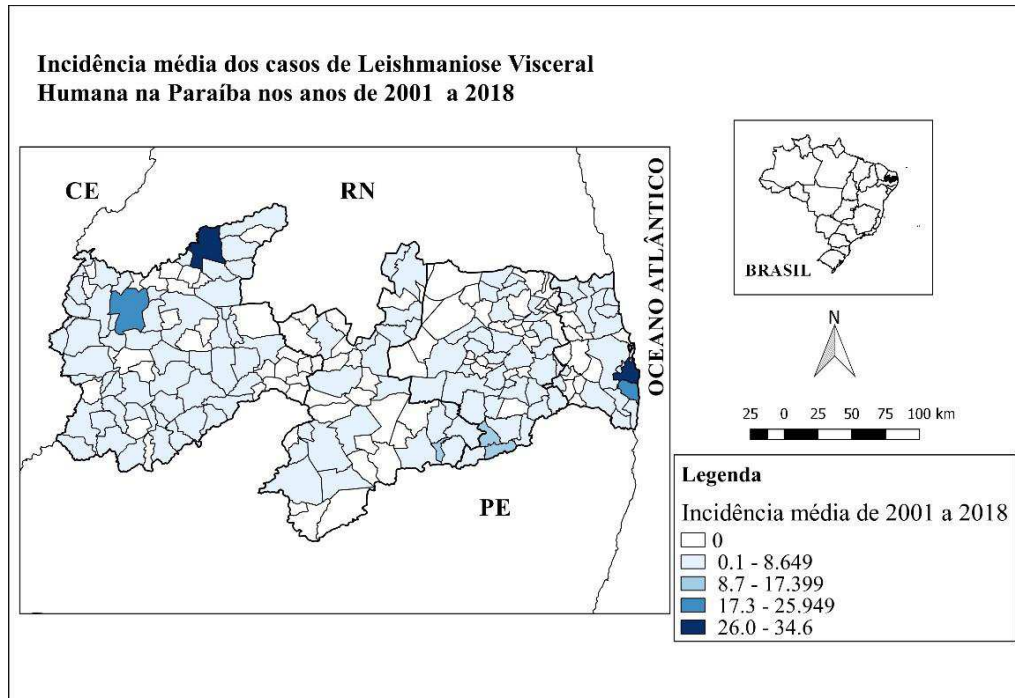 Incidência média dos casos de Leishmaniose Visceral
Humana na Paraíba nos anos de 2001 a 2018
CE
RN
PE
OCEANO ATLÂNTICO
BRASIL
N
25 0 25 50 75 100 km
Legenda
Incidência média de 2001 a 2018
0
0.1 - 8.649
8.7 - 17.399
17.3 - 25.949
26.0 - 34.6